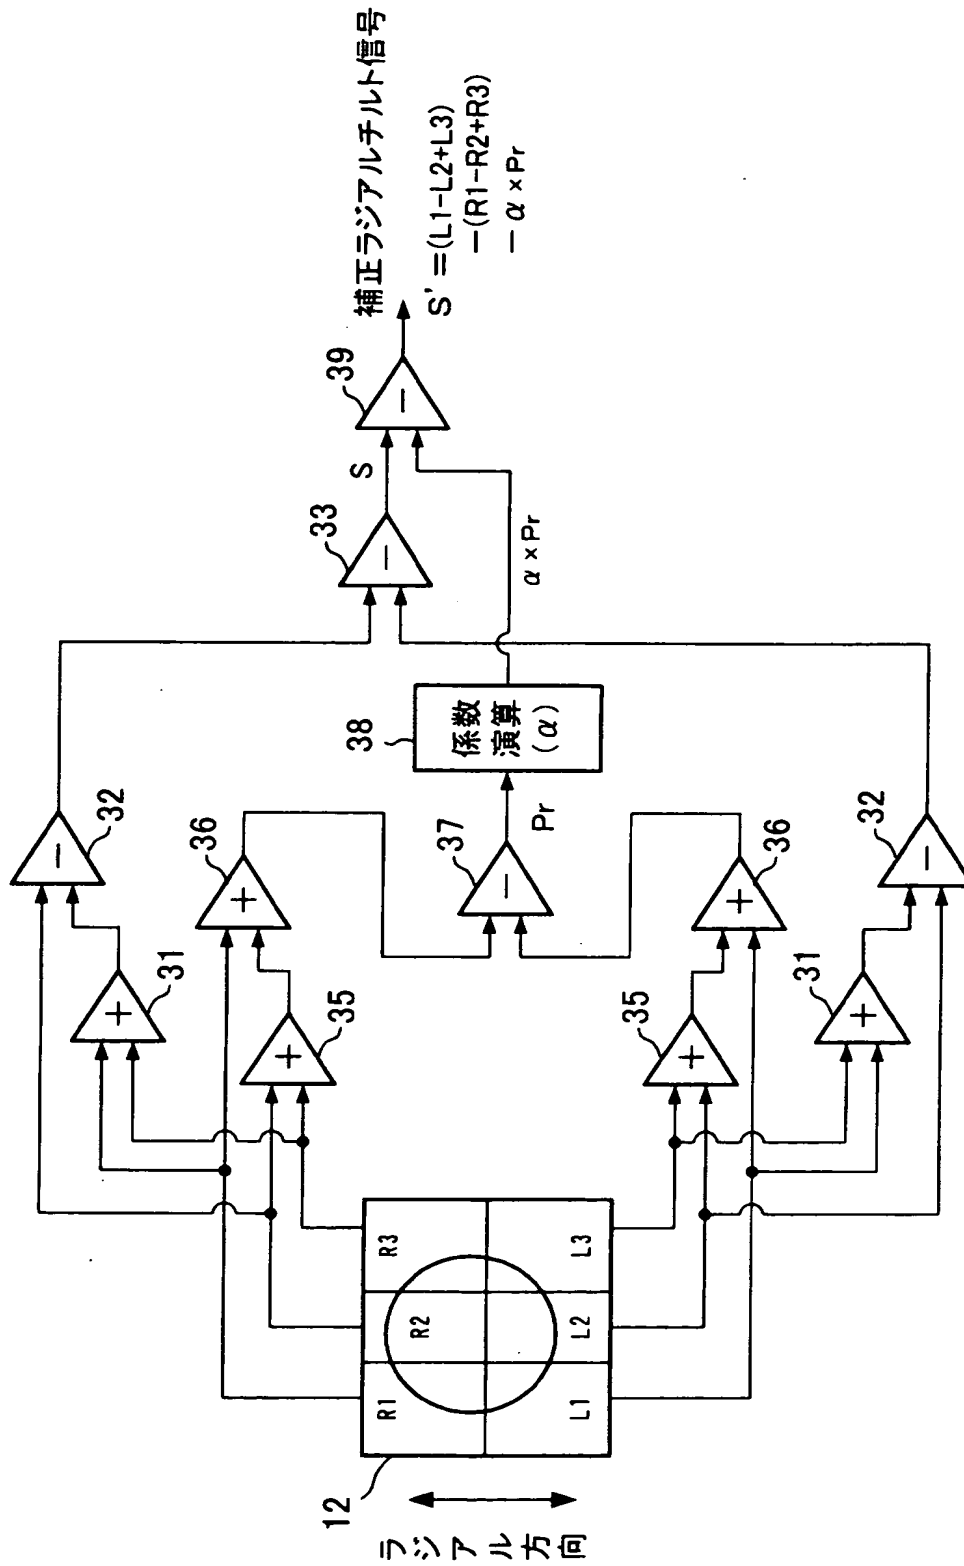 ラジアル方向
12
R1
R2
R3
L1
L2
L3
31
+
32
−
35
+
36
+
37
−
Pr
38
係数
演算
(α)
α×Pr
35
+
36
+
31
+
32
−
33
−
S
39
−
補正ラジアルチルト信号
S'=(L1-L2+L3)
−(R1-R2+R3)
−α×Pr